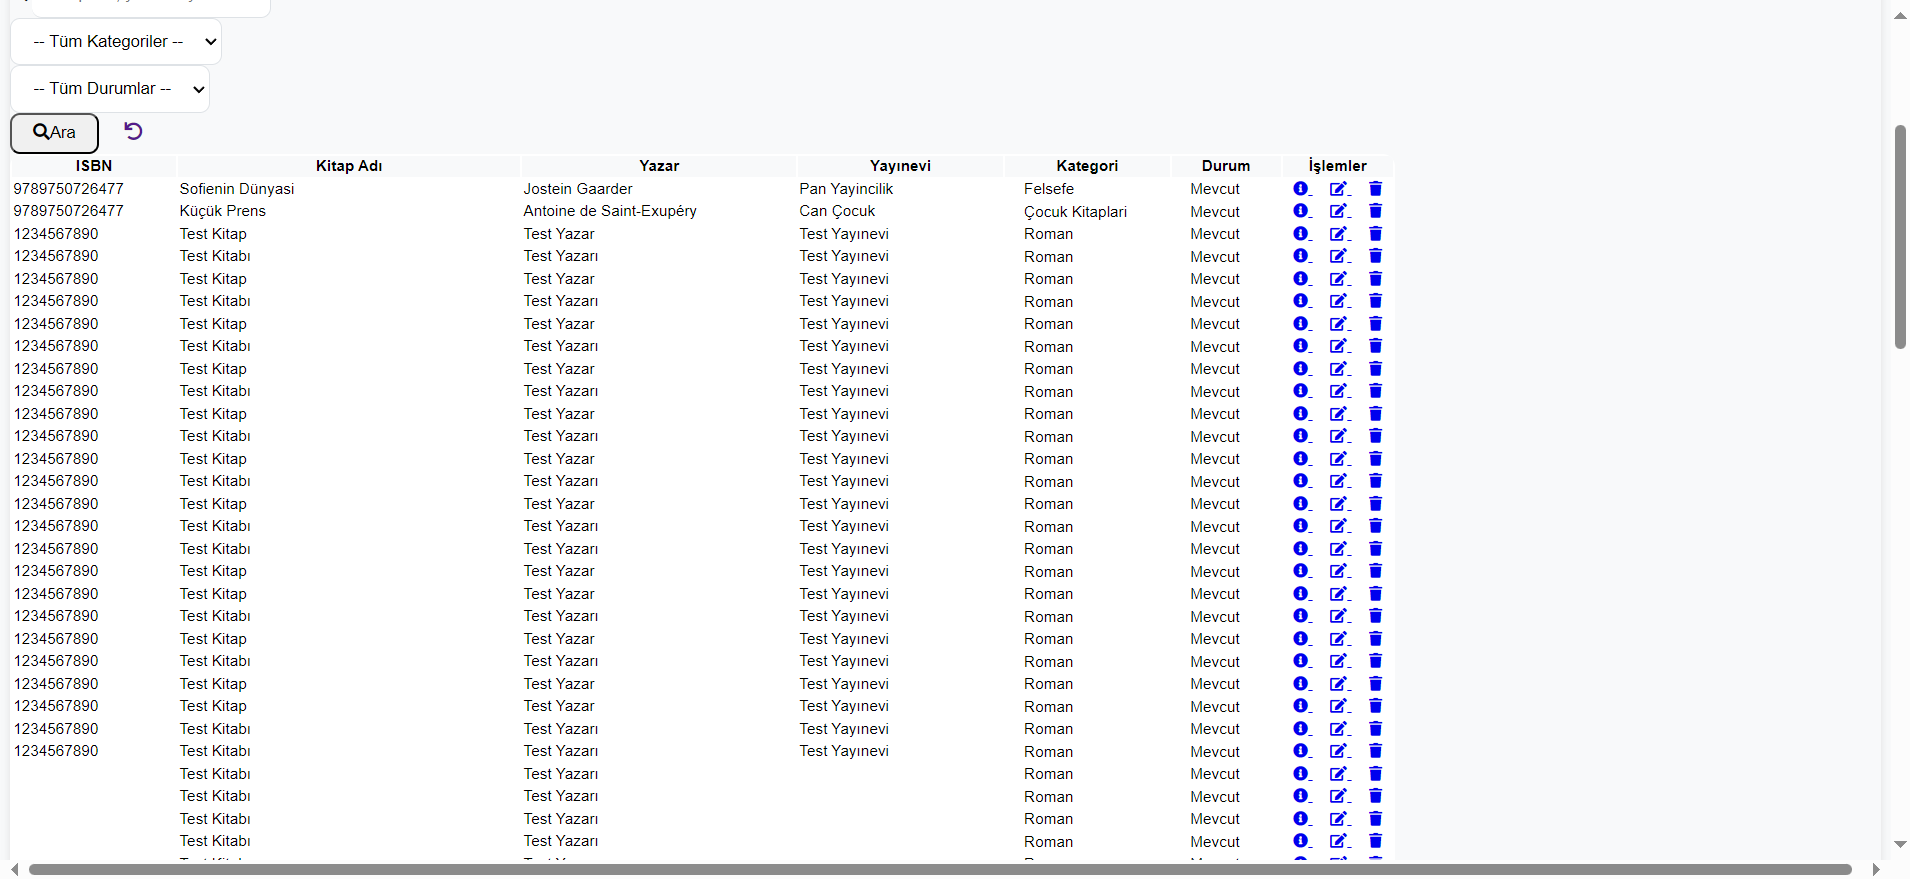 -- Tüm Kategoriler --
-- Tüm Durumlar --
Ara
ISBN Kitap Adı Yazar Yayınevi Kategori Durum İşlemler
9789750726477 Sofienin Dünyasi Jostein Gaarder Pan Yayincilik Felsefe Mevcut
9789750726477 Küçük Prens Antoine de Saint-Exupéry Can Çocuk Çocuk Kitaplari Mevcut
1234567890 Test Kitap Test Yazar Test Yayınevi Roman Mevcut
1234567890 Test Kitabı Test Yazarı Test Yayınevi Roman Mevcut
1234567890 Test Kitap Test Yazar Test Yayınevi Roman Mevcut
1234567890 Test Kitabı Test Yazarı Test Yayınevi Roman Mevcut
1234567890 Test Kitap Test Yazar Test Yayınevi Roman Mevcut
1234567890 Test Kitabı Test Yazarı Test Yayınevi Roman Mevcut
1234567890 Test Kitap Test Yazar Test Yayınevi Roman Mevcut
1234567890 Test Kitabı Test Yazarı Test Yayınevi Roman Mevcut
1234567890 Test Kitap Test Yazar Test Yayınevi Roman Mevcut
1234567890 Test Kitabı Test Yazarı Test Yayınevi Roman Mevcut
1234567890 Test Kitap Test Yazar Test Yayınevi Roman Mevcut
1234567890 Test Kitabı Test Yazarı Test Yayınevi Roman Mevcut
1234567890 Test Kitap Test Yazar Test Yayınevi Roman Mevcut
1234567890 Test Kitabı Test Yazarı Test Yayınevi Roman Mevcut
1234567890 Test Kitabı Test Yazarı Test Yayınevi Roman Mevcut
1234567890 Test Kitap Test Yazar Test Yayınevi Roman Mevcut
1234567890 Test Kitap Test Yazar Test Yayınevi Roman Mevcut
1234567890 Test Kitabı Test Yazarı Test Yayınevi Roman Mevcut
1234567890 Test Kitap Test Yazar Test Yayınevi Roman Mevcut
1234567890 Test Kitabı Test Yazarı Test Yayınevi Roman Mevcut
1234567890 Test Kitap Test Yazar Test Yayınevi Roman Mevcut
1234567890 Test Kitap Test Yazar Test Yayınevi Roman Mevcut
1234567890 Test Kitabı Test Yazarı Test Yayınevi Roman Mevcut
1234567890 Test Kitabı Test Yazarı Test Yayınevi Roman Mevcut
Test Kitabı Test Yazarı Roman Mevcut
Test Kitabı Test Yazarı Roman Mevcut
Test Kitabı Test Yazarı Roman Mevcut
Test Kitabı Test Yazarı Roman Mevcut